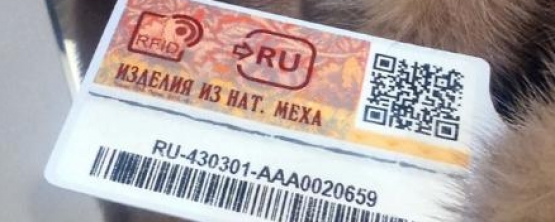 RFID
RU
ИЗДЕЛИЯ ИЗ НАТ. МЕХА
RU-430301-AAA0020659